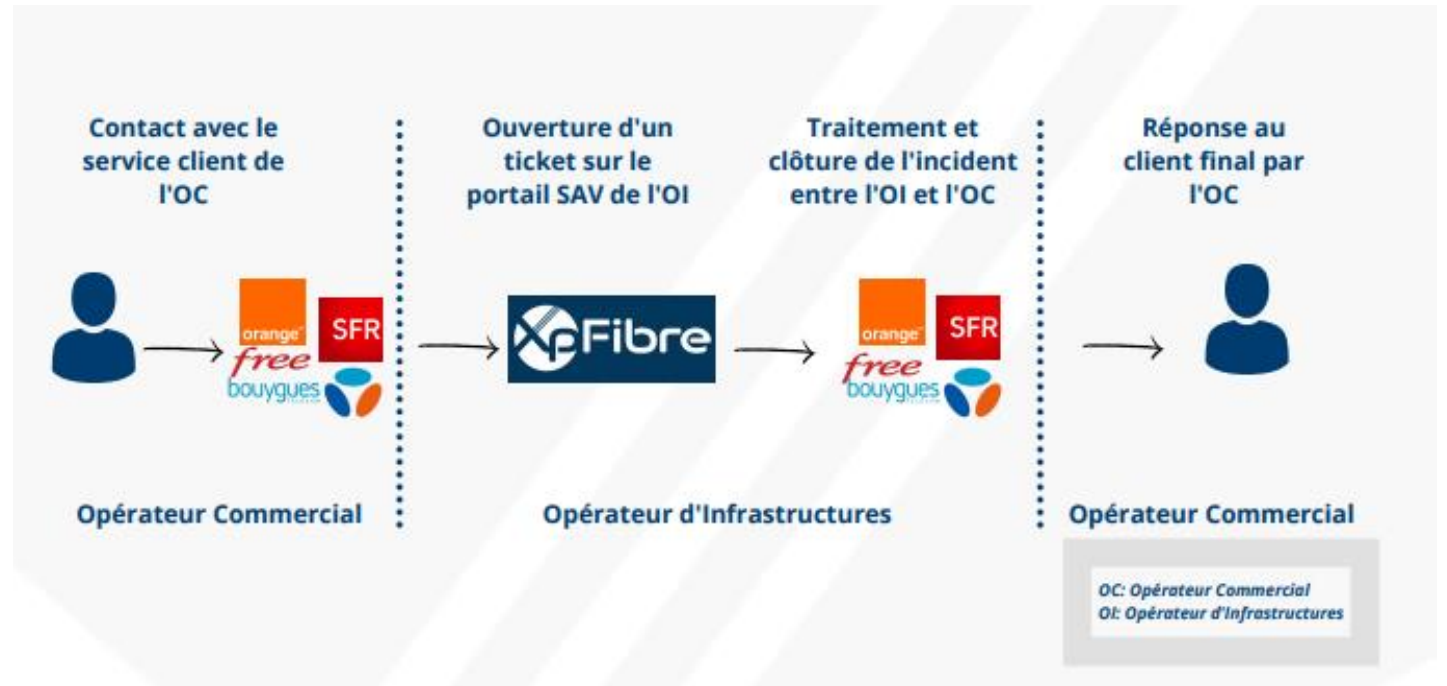 Contact avec le
service client de
l'OC
Ouverture d'un
ticket sur le
portail SAV de l'OI
Traitement et
clôture de l'incident
entre l'OI et l'OC
Réponse au
client final par
l'OC
orange
SFR
free
bouygues
XpFibre
orange
SFR
free
bouygues
Opérateur Commercial
Opérateur d'Infrastructures
Opérateur Commercial
OC: Opérateur Commercial
OI: Opérateur d'Infrastructures